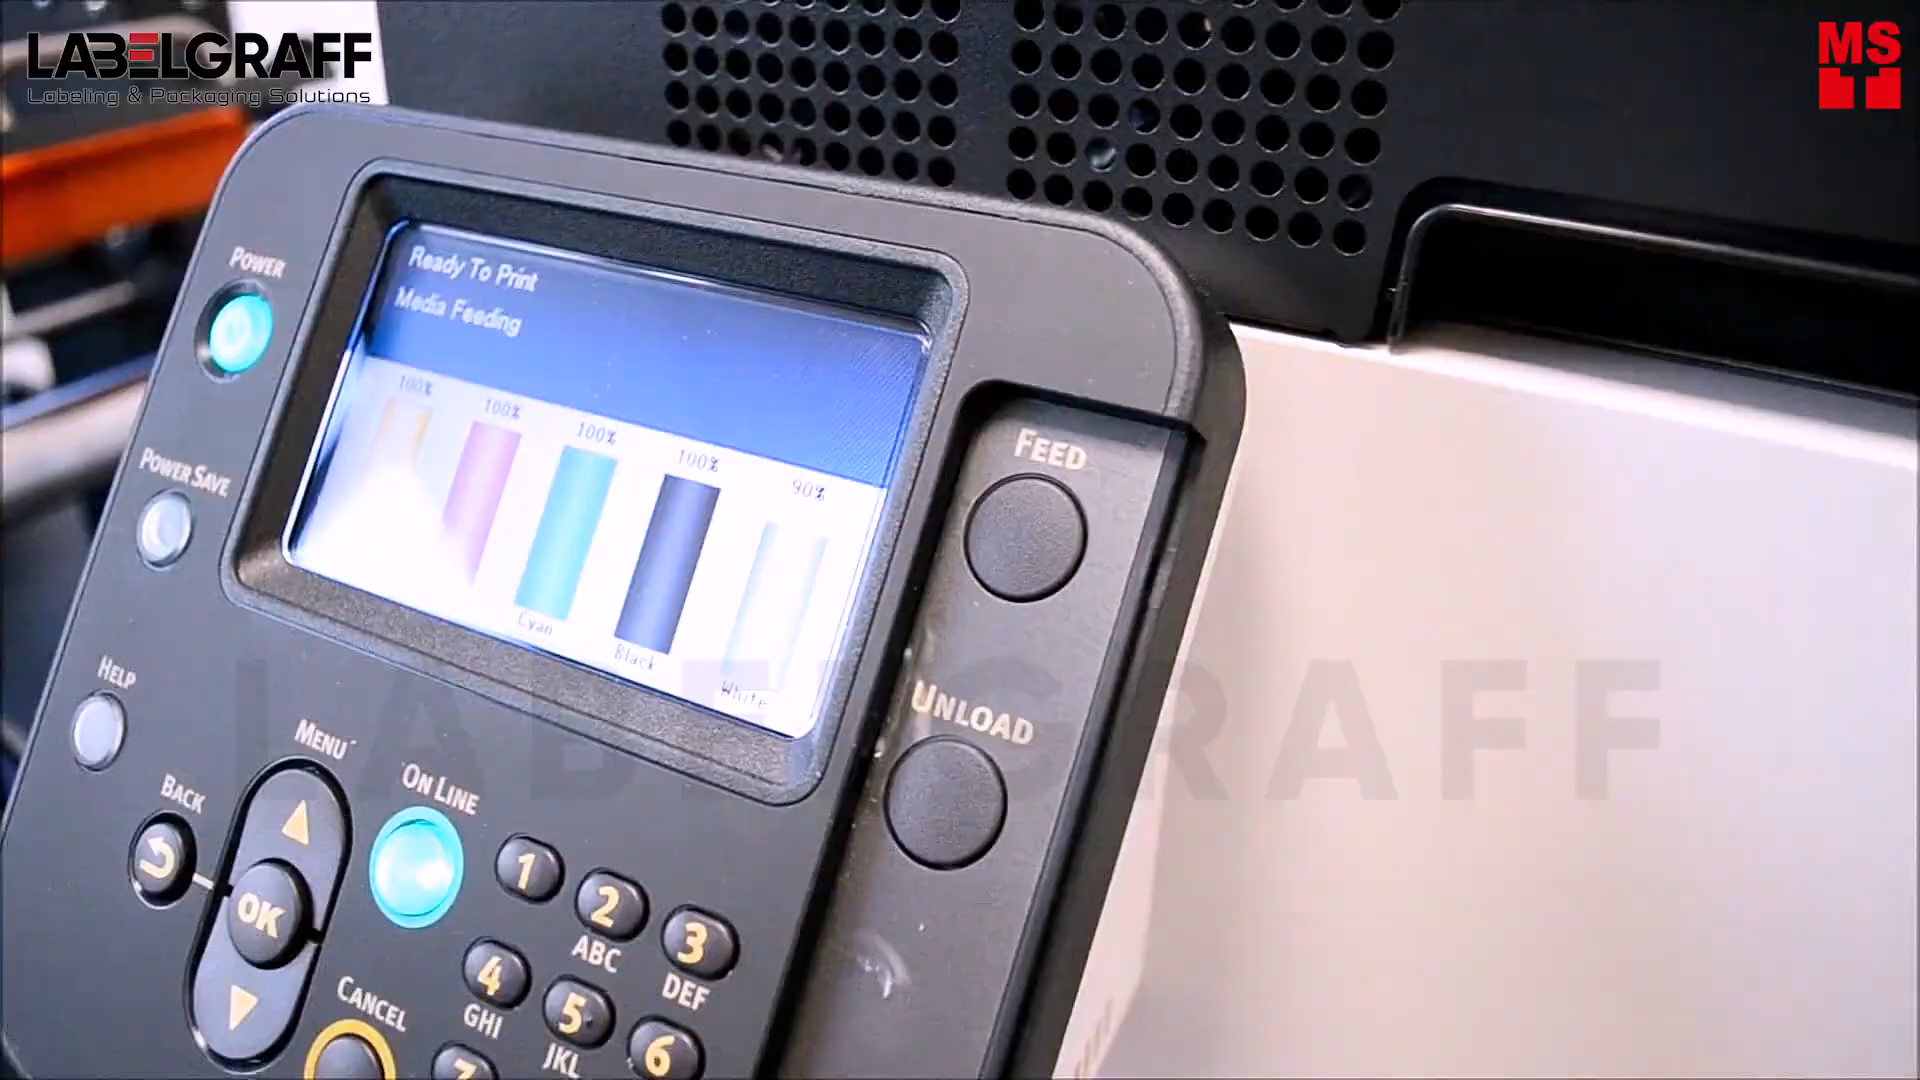 LABELGRAFF
Labeling & Packaging Solutions
MS
POWER
Ready To Print
Media Feeding
100%
100%
100%
100%
90%
Cyan
Black
White
FEED
POWER SAVE
UNLOAD
HELP
MENU
BACK
ON LINE
OK
CANCEL
1
2
ABC
3
DEF
4
GHI
5
JKL
6
7
LABELGRAFF